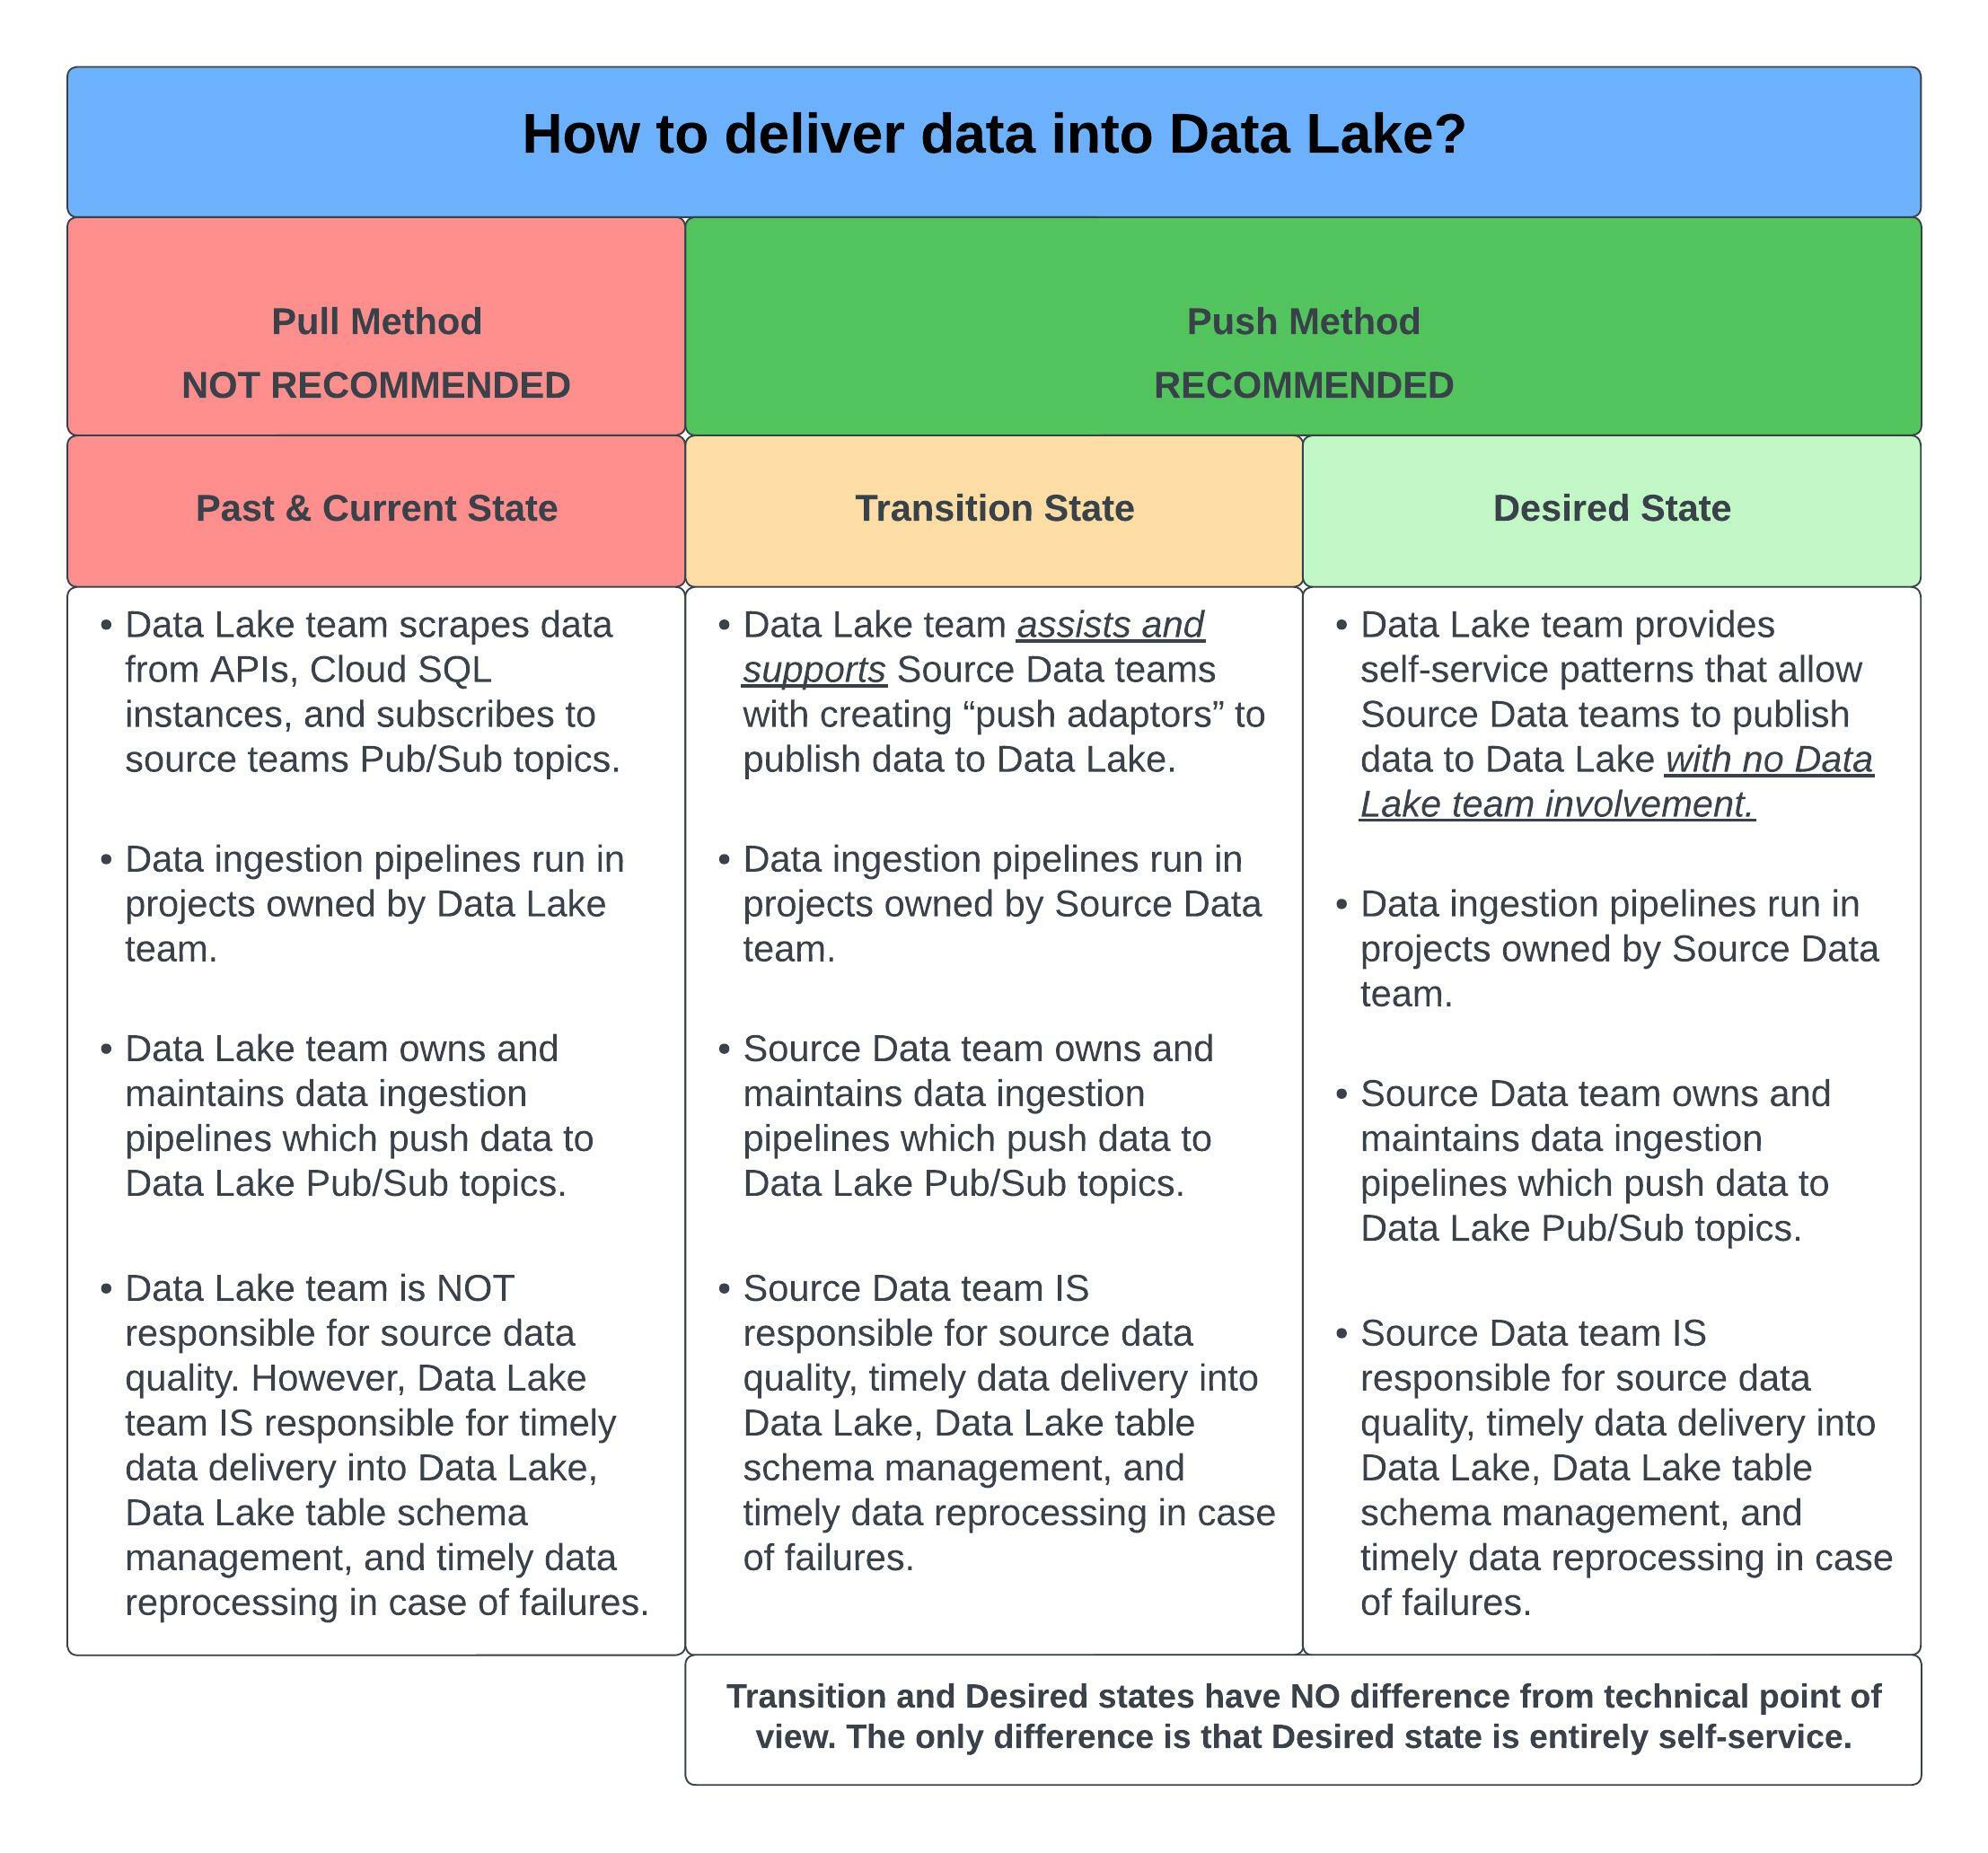 How to deliver data into Data Lake?
Pull Method
NOT RECOMMENDED
Push Method
RECOMMENDED
Past & Current State
Transition State
Desired State
• Data Lake team scrapes data
from APIs, Cloud SQL
instances, and subscribes to
source teams Pub/Sub topics.
• Data ingestion pipelines run in
projects owned by Data Lake
team.
• Data Lake team owns and
maintains data ingestion
pipelines which push data to
Data Lake Pub/Sub topics.
• Data Lake team is NOT
responsible for source data
quality. However, Data Lake
team IS responsible for timely
data delivery into Data Lake,
Data Lake table schema
management, and timely data
reprocessing in case of failures.
• Data Lake team assists and
supports Source Data teams
with creating “push adaptors” to
publish data to Data Lake.
• Data ingestion pipelines run in
projects owned by Source Data
team.
• Source Data team owns and
maintains data ingestion
pipelines which push data to
Data Lake Pub/Sub topics.
• Source Data team IS
responsible for source data
quality, timely data delivery into
Data Lake, Data Lake table
schema management, and
timely data reprocessing in case
of failures.
• Data Lake team provides
self-service patterns that allow
Source Data teams to publish
data to Data Lake with no Data
Lake team involvement.
• Data ingestion pipelines run in
projects owned by Source Data
team.
• Source Data team owns and
maintains data ingestion
pipelines which push data to
Data Lake Pub/Sub topics.
• Source Data team IS
responsible for source data
quality, timely data delivery into
Data Lake, Data Lake table
schema management, and
timely data reprocessing in case
of failures.
Transition and Desired states have NO difference from technical point of
view. The only difference is that Desired state is entirely self-service.